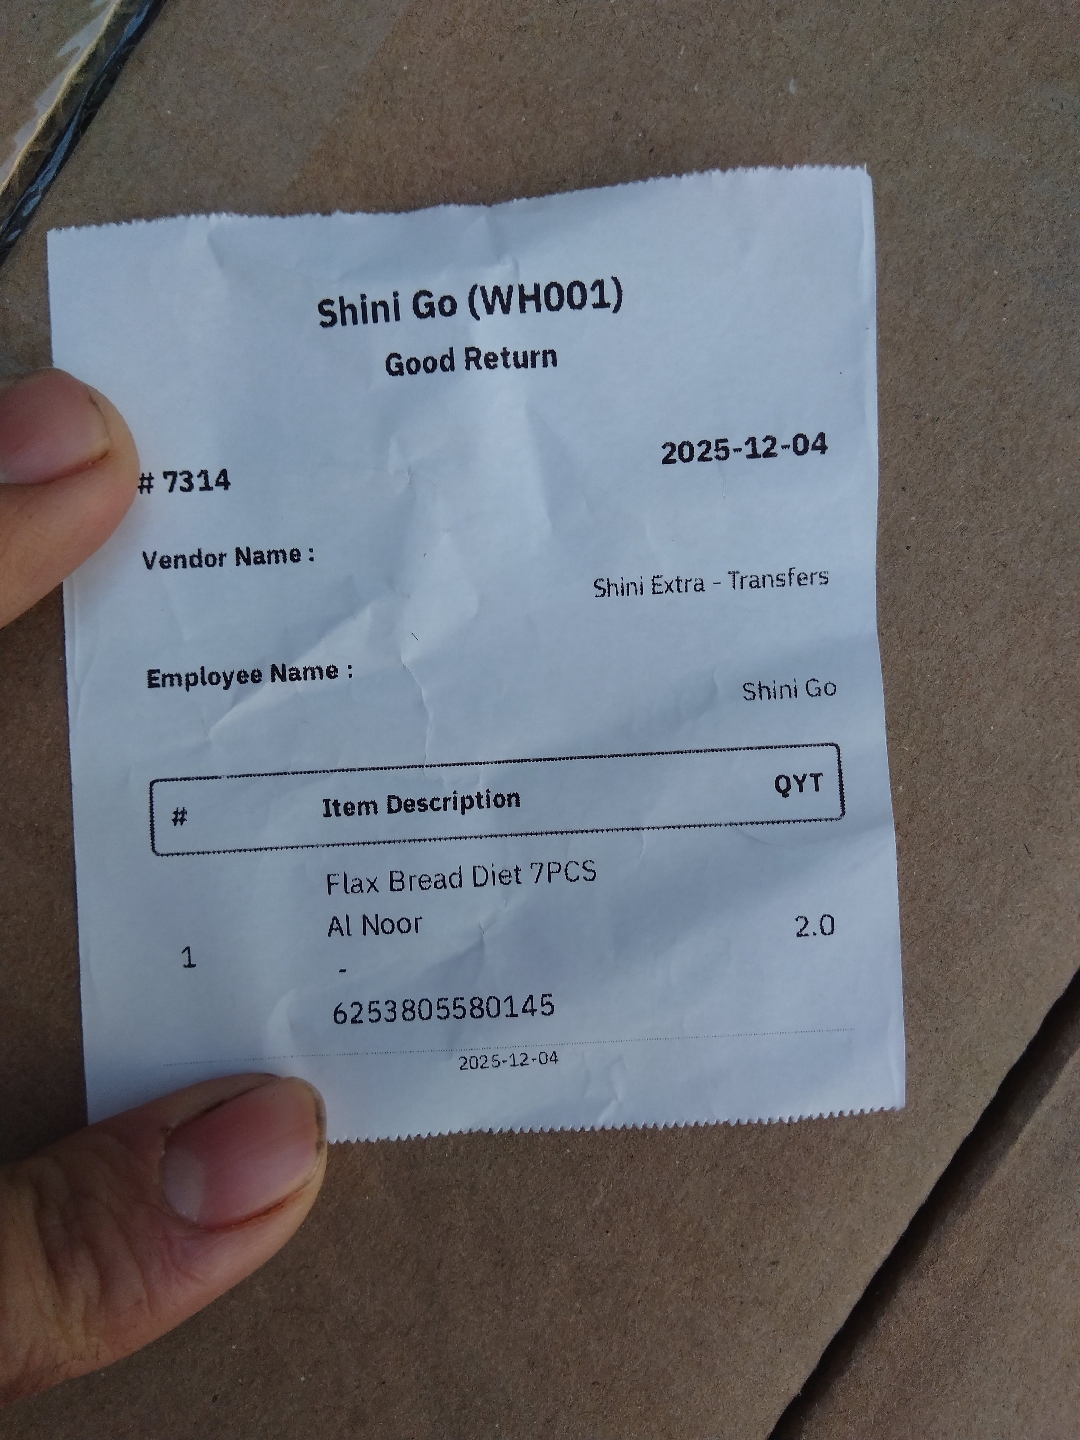 Shini Go (WH001)
Good Return
2025-12-04
# 7314
Vendor Name :
Shini Extra - Transfers
Employee Name :
Shini Go
# Item Description QYT
Flax Bread Diet 7PCS
Al Noor
1 - 2.0
6253805580145
2025-12-04